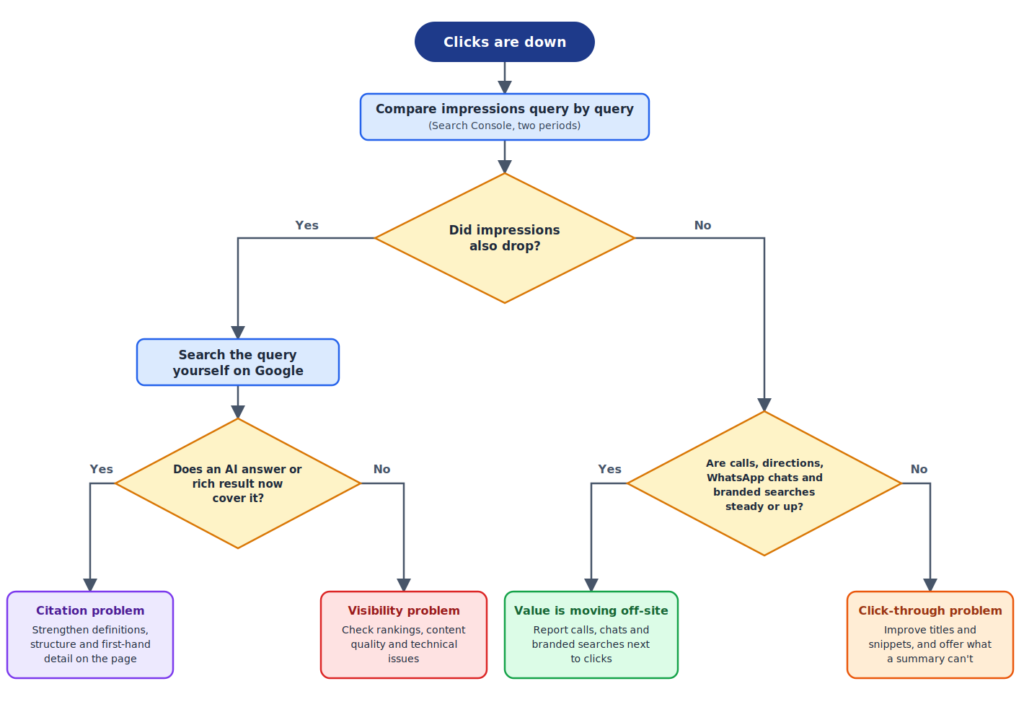 Clicks are down
Compare impressions query by query
(Search Console, two periods)
Did impressions
also drop?
Yes
No
Search the query
yourself on Google
Does an AI answer or
rich result now
cover it?
Yes
No
Are calls, directions,
WhatsApp chats and
branded searches
steady or up?
Yes
No
Citation problem
Strengthen definitions,
structure and first-hand
detail on the page
Visibility problem
Check rankings, content
quality and technical
issues
Value is moving off-site
Report calls, chats and
branded searches next
to clicks
Click-through problem
Improve titles and
snippets, and offer what
a summary can't